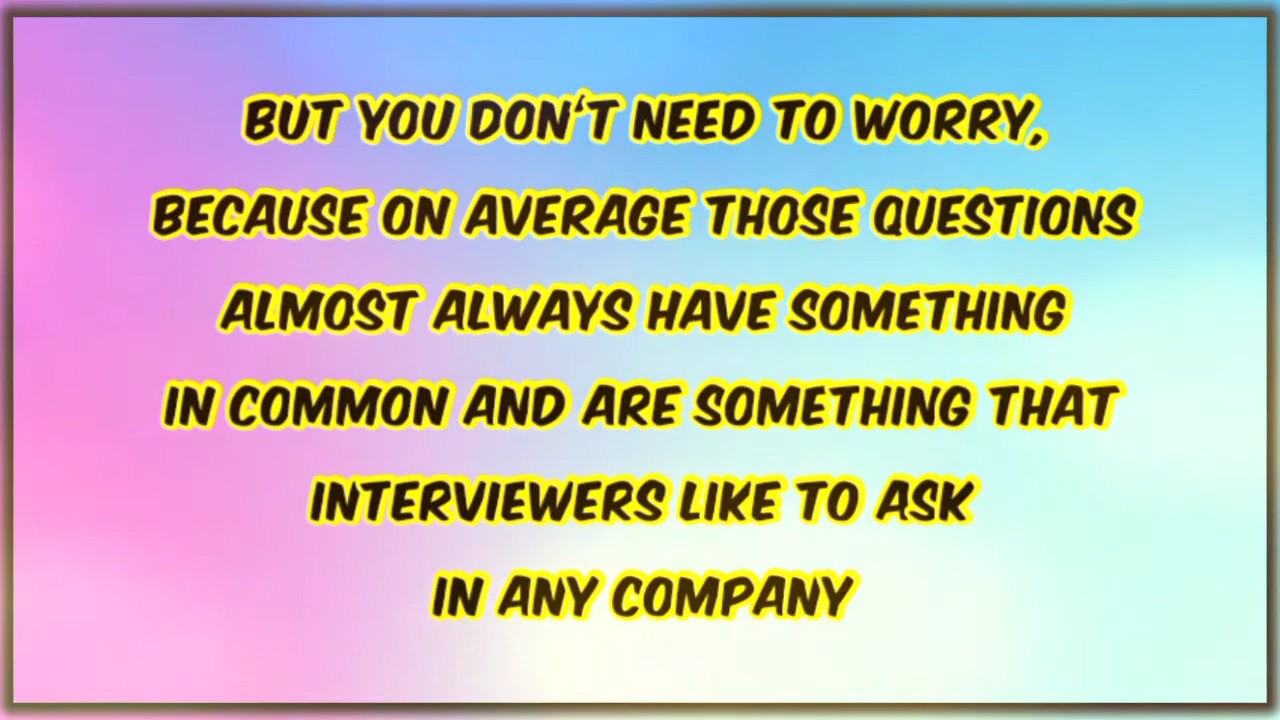 BUT YOU DON'T NEED TO WORRY,
BECAUSE ON AVERAGE THOSE QUESTIONS
ALMOST ALWAYS HAVE SOMETHING
IN COMMON AND ARE SOMETHING THAT
INTERVIEWERS LIKE TO ASK
IN ANY COMPANY